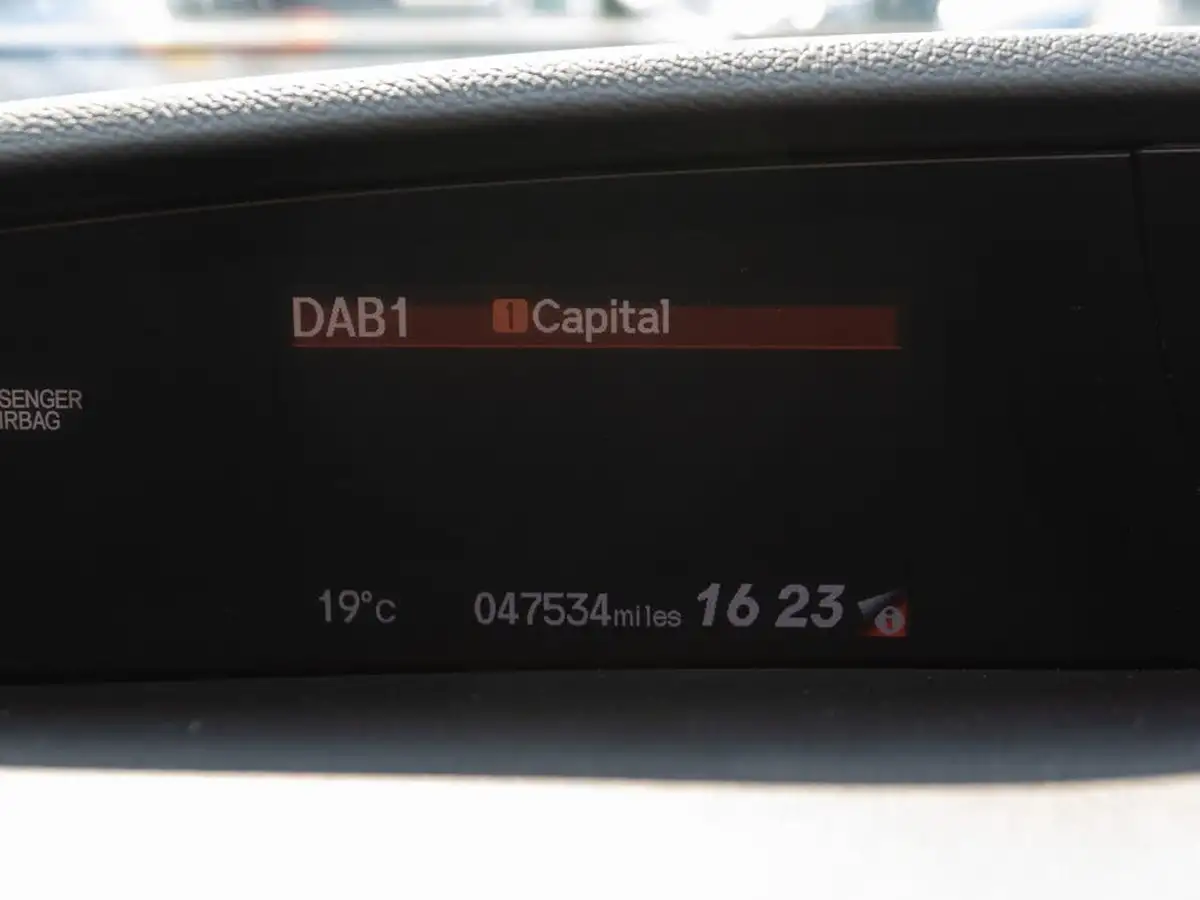 DAB1 1 Capital
SENGER
IRBAG
19°C 047534miles 16 23 i